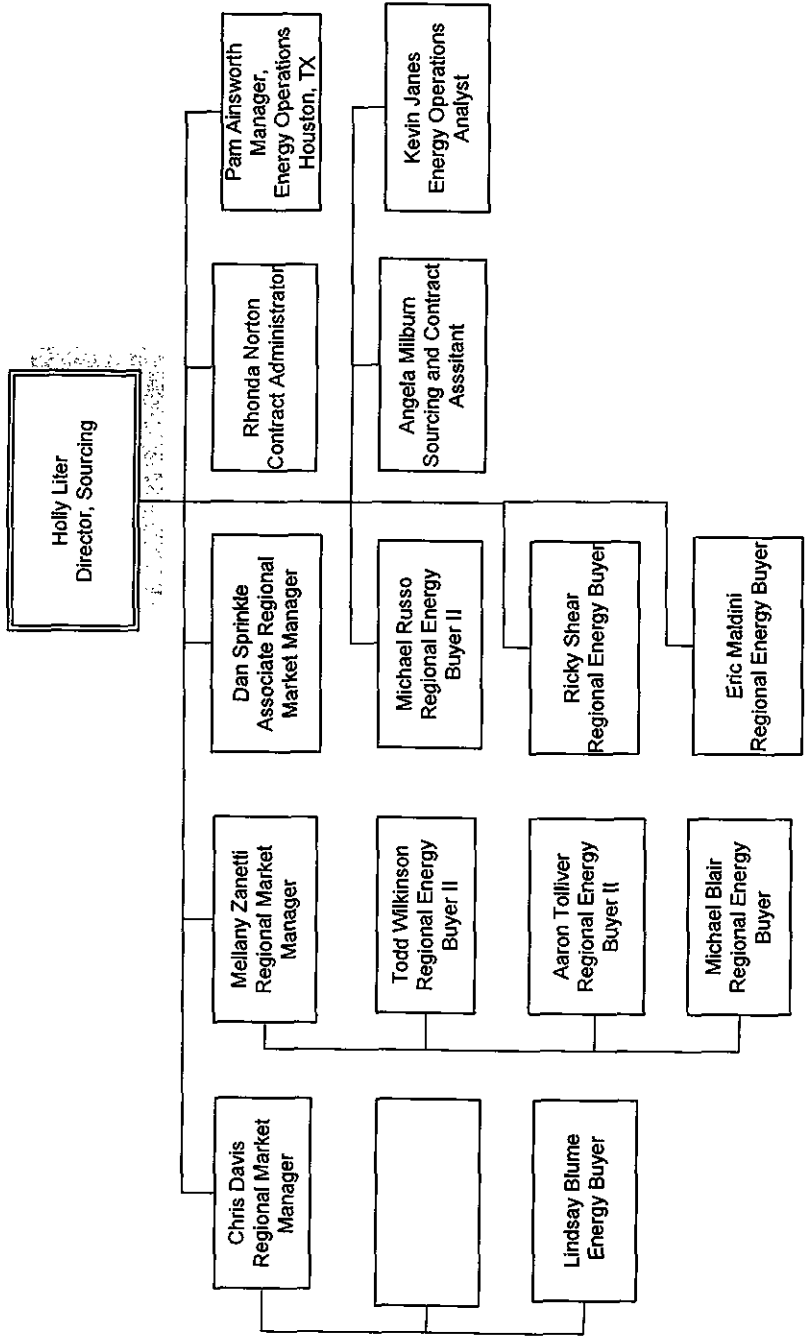 Holly Liter
Director, Sourcing
Chris Davis
Regional Market
Manager
Mellany Zanetti
Regional Market
Manager
Dan Sprinkle
Associate Regional
Market Manager
Rhonda Norton
Contract Administrator
Pam Ainsworth
Manager,
Energy Operations
Houston, TX
Todd Wilkinson
Regional Energy
Buyer II
Michael Russo
Regional Energy
Buyer II
Angela Milburn
Sourcing and Contract
Asssitant
Kevin Janes
Energy Operations
Analyst
Lindsay Blume
Energy Buyer
Aaron Tolliver
Regional Energy
Buyer II
Ricky Shear
Regional Energy Buyer
Michael Blair
Regional Energy
Buyer
Eric Maldini
Regional Energy Buyer